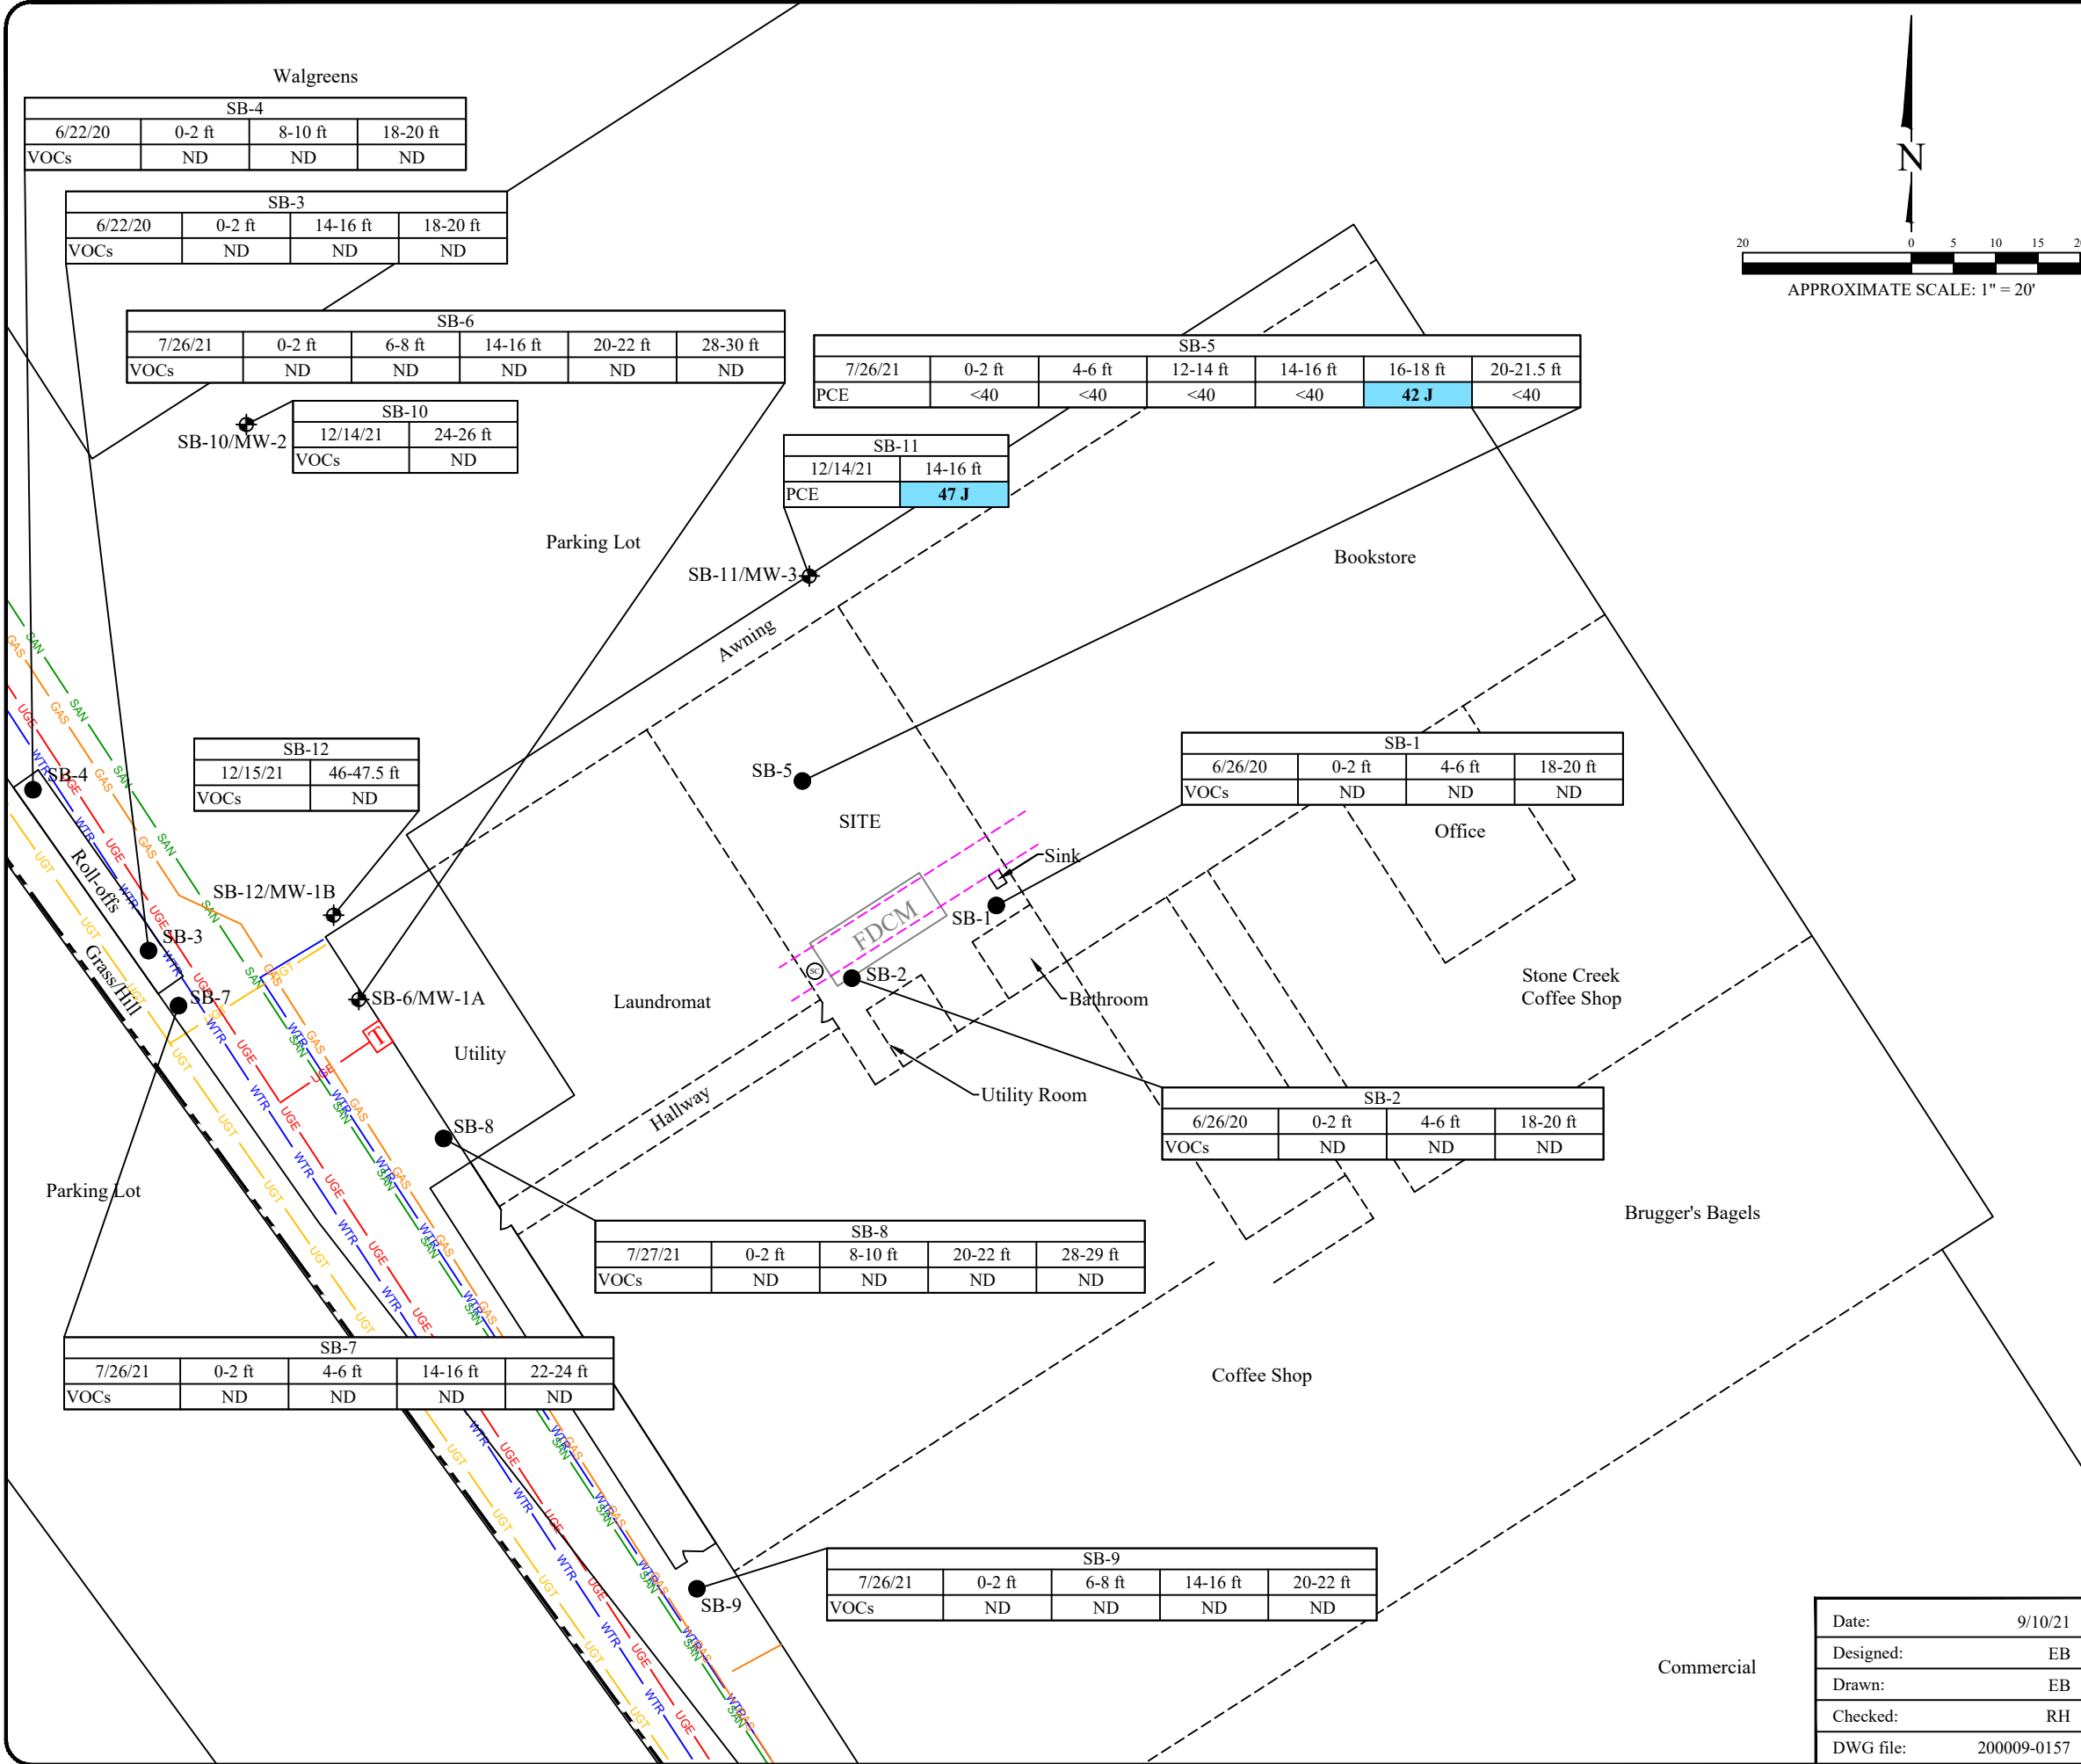 Walgreens
SB-4
6/22/20 0-2 ft 8-10 ft 18-20 ft
VOCs ND ND ND
SB-3
6/22/20 0-2 ft 14-16 ft 18-20 ft
VOCs ND ND ND
N
20 0 5 10 15
APPROXIMATE SCALE: 1" = 20'
SB-6
7/26/21 0-2 ft 6-8 ft 14-16 ft 20-22 ft 28-30 ft
VOCs ND ND ND ND ND
SB-5
7/26/21 0-2 ft 4-6 ft 12-14 ft 14-16 ft 16-18 ft 20-21.5 ft
PCE <40 <40 <40 <40 42 J <40
SB-10/MW-2
SB-10
12/14/21 24-26 ft
VOCs ND
SB-11
12/14/21 14-16 ft
PCE 47 J
Parking Lot
Bookstore
SB-11/MW-3
Awning
SB-12
12/15/21 46-47.5 ft
VOCs ND
SB-4
SB-5
SITE
SB-1
6/26/20 0-2 ft 4-6 ft 18-20 ft
VOCs ND ND ND
Office
Sink
Roll-offs
SB-12/MW-1B
SB-1
FDCM
SB-3
SC
SB-2
Grass/Hill
SB-7
SB-6/MW-1A
Laundromat
Bathroom
Stone Creek
Coffee Shop
T
Utility
Utility Room
Hallway
SB-8
SB-2
6/26/20 0-2 ft 4-6 ft 18-20 ft
VOCs ND ND ND
Parking Lot
Brugger's Bagels
SB-8
7/27/21 0-2 ft 8-10 ft 20-22 ft 28-29 ft
VOCs ND ND ND ND
SB-7
7/26/21 0-2 ft 4-6 ft 14-16 ft 22-24 ft
VOCs ND ND ND ND
Coffee Shop
SB-9
7/26/21 0-2 ft 6-8 ft 14-16 ft 20-22 ft
VOCs ND ND ND ND
SB-9
Commercial
SAN
GAS
UGE
WTR
UGT
Date: 9/10/21
Designed: EB
Drawn: EB
Checked: RH
DWG file: 200009-0157